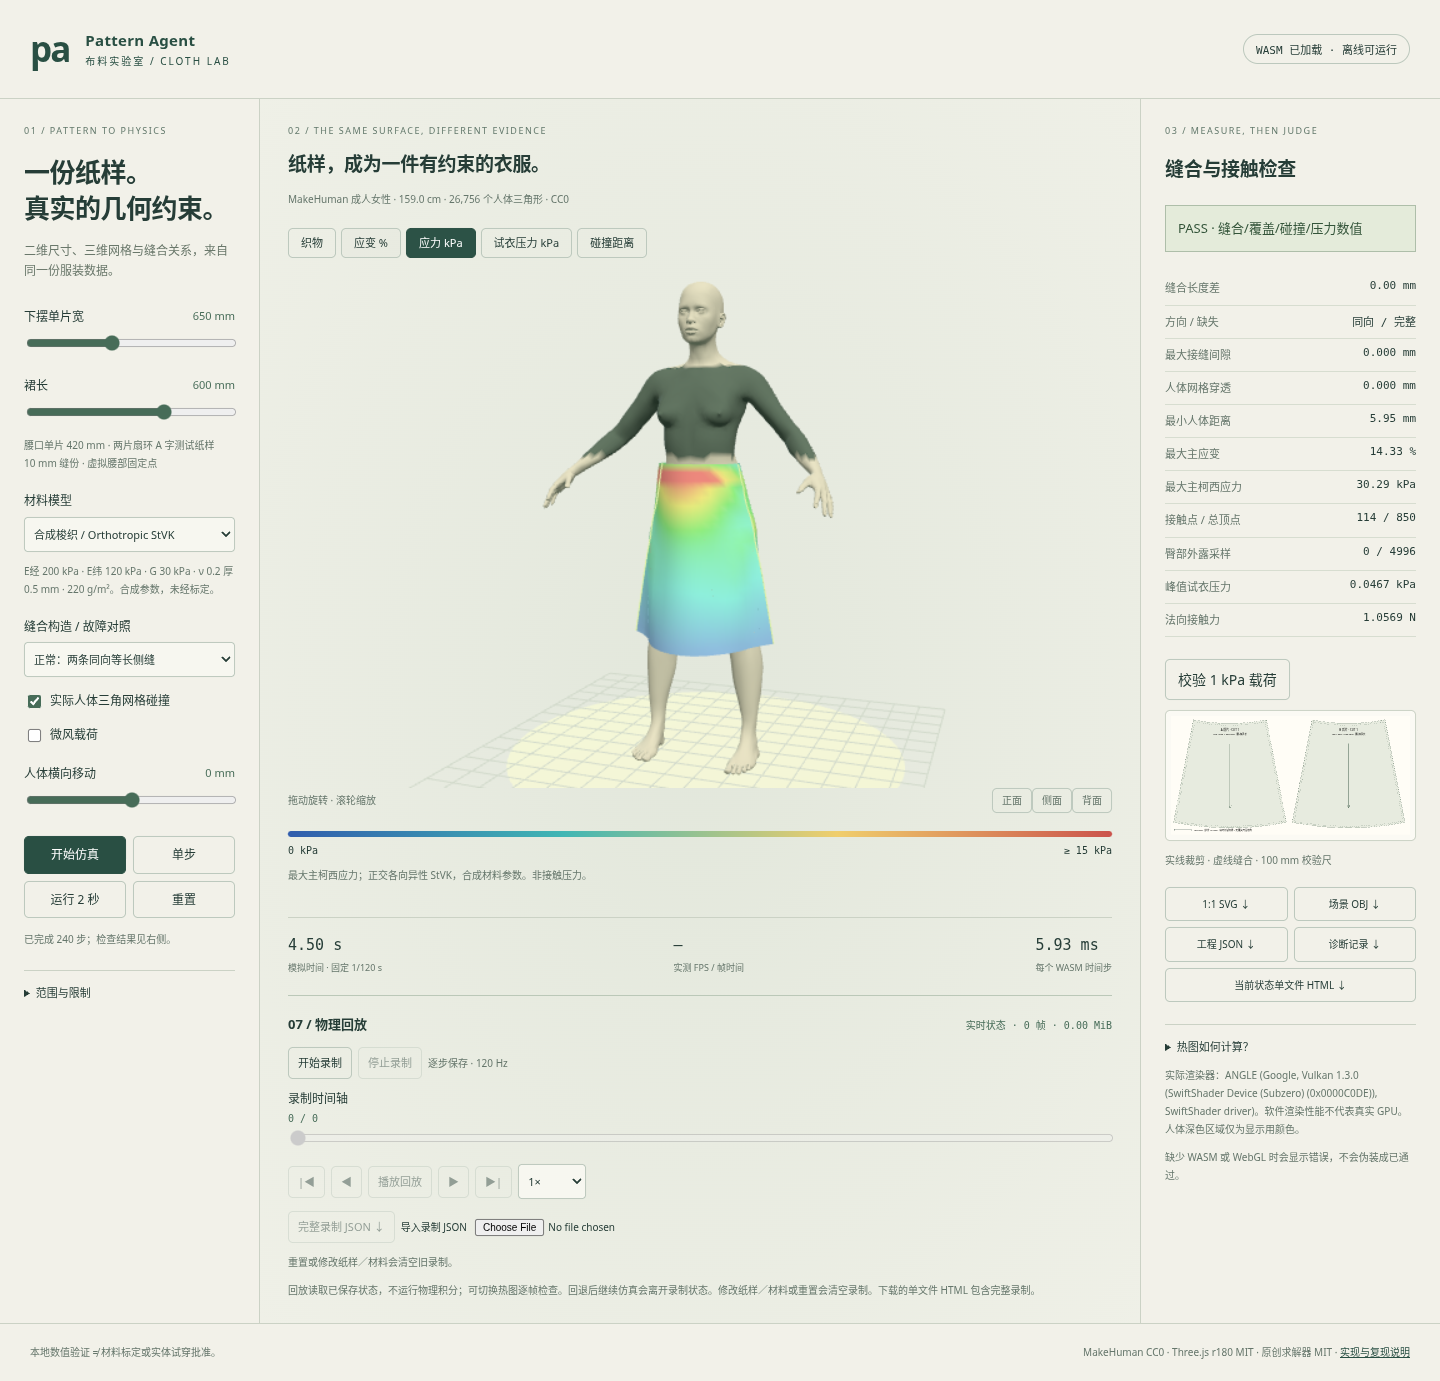 pa
Pattern Agent
布料实验室 / CLOTH LAB
WASM 已加载 · 离线可运行
01 / PATTERN TO PHYSICS
一份纸样。
真实的几何约束。
二维尺寸、三维网格与缝合关系，来自
同一份服装数据。
下摆单片宽 650 mm
裙长 600 mm
腰口单片 420 mm · 两片扇环 A 字测试纸样
10 mm 缝份 · 虚拟腰部固定点
材料模型
合成梭织 / Orthotropic StVK
E经 200 kPa · E纬 120 kPa · G 30 kPa · ν 0.2 厚
0.5 mm · 220 g/m²。合成参数，未经标定。
缝合构造 / 故障对照
正常：两条同向等长侧缝
实际人体三角网格碰撞
微风载荷
人体横向移动 0 mm
开始仿真 单步
运行 2 秒 重置
已完成 240 步；检查结果见右侧。
范围与限制
02 / THE SAME SURFACE, DIFFERENT EVIDENCE
纸样，成为一件有约束的衣服。
MakeHuman 成人女性 · 159.0 cm · 26,756 个人体三角形 · CC0
织物 应变 % 应力 kPa 试衣压力 kPa 碰撞距离
拖动旋转 · 滚轮缩放 正面 侧面 背面
0 kPa ≥ 15 kPa
最大主柯西应力；正交各向异性 StVK，合成材料参数。非接触压力。
4.50 s — 5.93 ms
模拟时间 · 固定 1/120 s 实测 FPS / 帧时间 每个 WASM 时间步
07 / 物理回放 实时状态 · 0 帧 · 0.00 MiB
开始录制 停止录制 逐步保存 · 120 Hz
录制时间轴
0 / 0
|◀ ◀ 播放回放 ▶ ▶| 1×
完整录制 JSON ↓ 导入录制 JSON Choose File No file chosen
重置或修改纸样／材料会清空旧录制。
回放读取已保存状态，不运行物理积分；可切换热图逐帧检查。回退后继续仿真会离开录制状态。修改纸样／材料或重置会清空录制。下载的单文件 HTML 包含完整录制。
03 / MEASURE, THEN JUDGE
缝合与接触检查
PASS · 缝合/覆盖/碰撞/压力数值
缝合长度差 0.00 mm
方向 / 缺失 同向 / 完整
最大接缝间隙 0.000 mm
人体网格穿透 0.000 mm
最小人体距离 5.95 mm
最大主应变 14.33 %
最大主柯西应力 30.29 kPa
接触点 / 总顶点 114 / 850
臀部外露采样 0 / 4996
峰值试衣压力 0.0467 kPa
法向接触力 1.0569 N
校验 1 kPa 载荷
实线裁剪 · 虚线缝合 · 100 mm 校验尺
1:1 SVG ↓ 场景 OBJ ↓
工程 JSON ↓ 诊断记录 ↓
当前状态单文件 HTML ↓
热图如何计算？
实际渲染器：ANGLE (Google, Vulkan 1.3.0
(SwiftShader Device (Subzero) (0x0000C0DE)),
SwiftShader driver)。软件渲染性能不代表真实 GPU。
人体深色区域仅为显示用颜色。
缺少 WASM 或 WebGL 时会显示错误，不会伪装成已通
过。
本地数值验证 ≠ 材料标定或实体试穿批准。
MakeHuman CC0 · Three.js r180 MIT · 原创求解器 MIT · 实现与复现说明